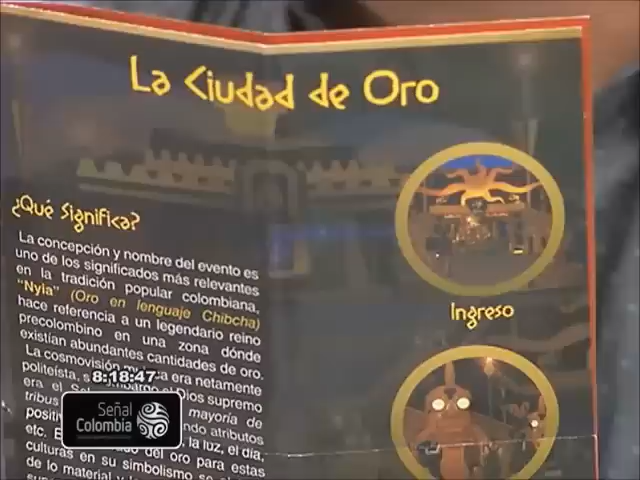 La Ciudad de Oro
¿Qué Significa?
La concepción y nombre del evento es
uno de los significados más relevantes
en la tradición popular colombiana,
"Nyia" (Oro en lenguaje Chibcha)
hace referencia a un legendario reino
precolombino en una zona dónde
existían abundantes cantidades de oro.
La cosmovisión era netamente
politeísta, Dios supremo
era el
tribus mayoría de
atributos
etc. la luz, el día,
del oro para estas
culturas en su simbolismo se
de lo material y
Ingreso
8:18:47
Señal
Colombia